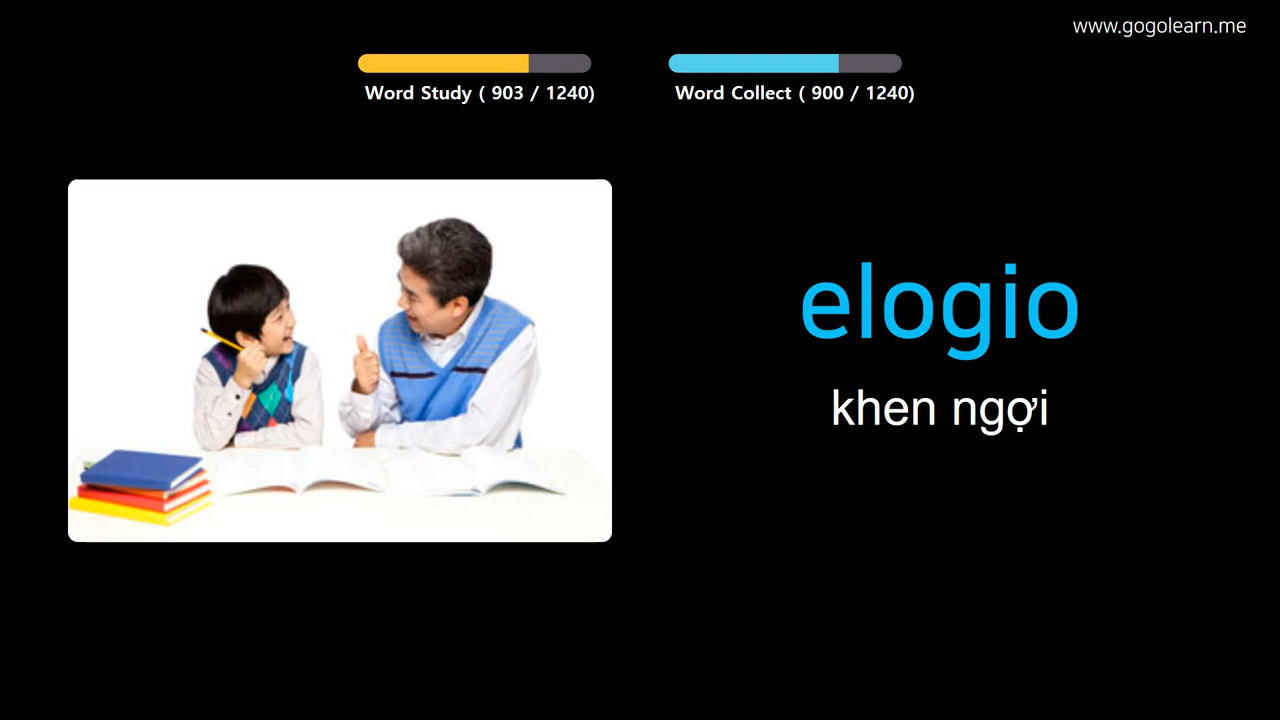 www.gogolearn.me
Word Study ( 903 / 1240)
Word Collect ( 900 / 1240)
elogio
khen ngợi